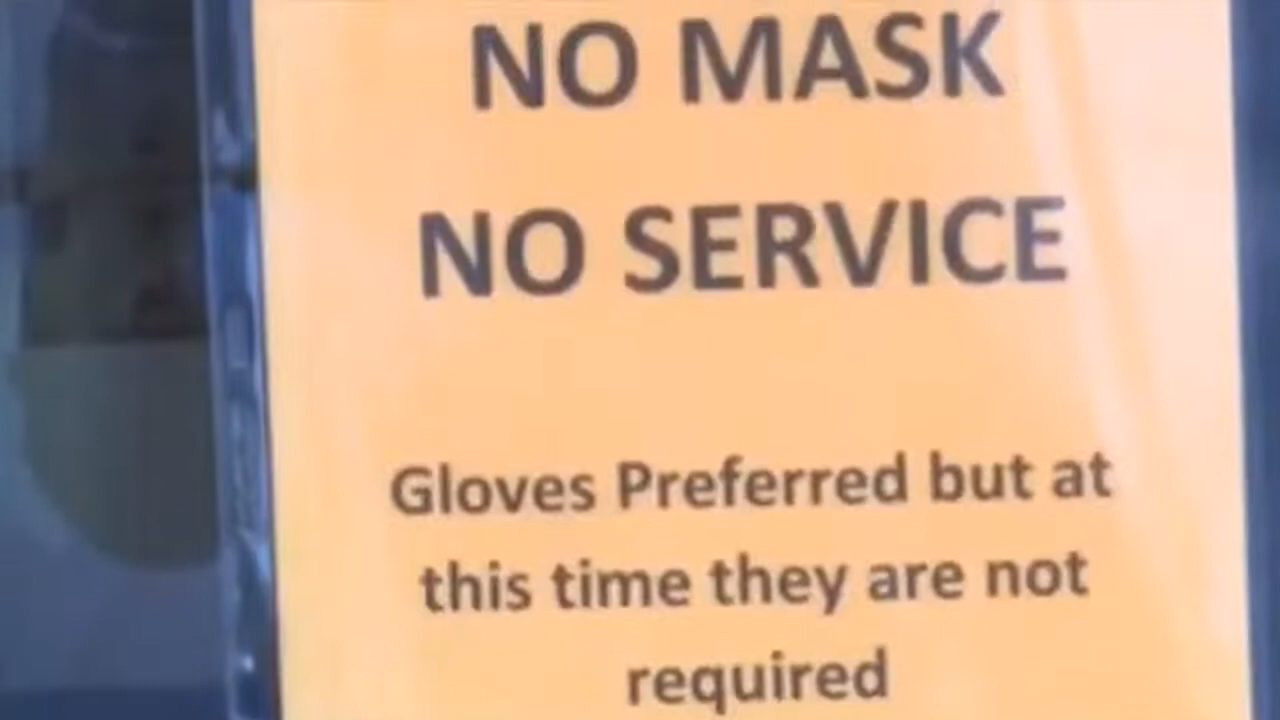 NO MASK
NO SERVICE
Gloves Preferred but at
this time they are not
required